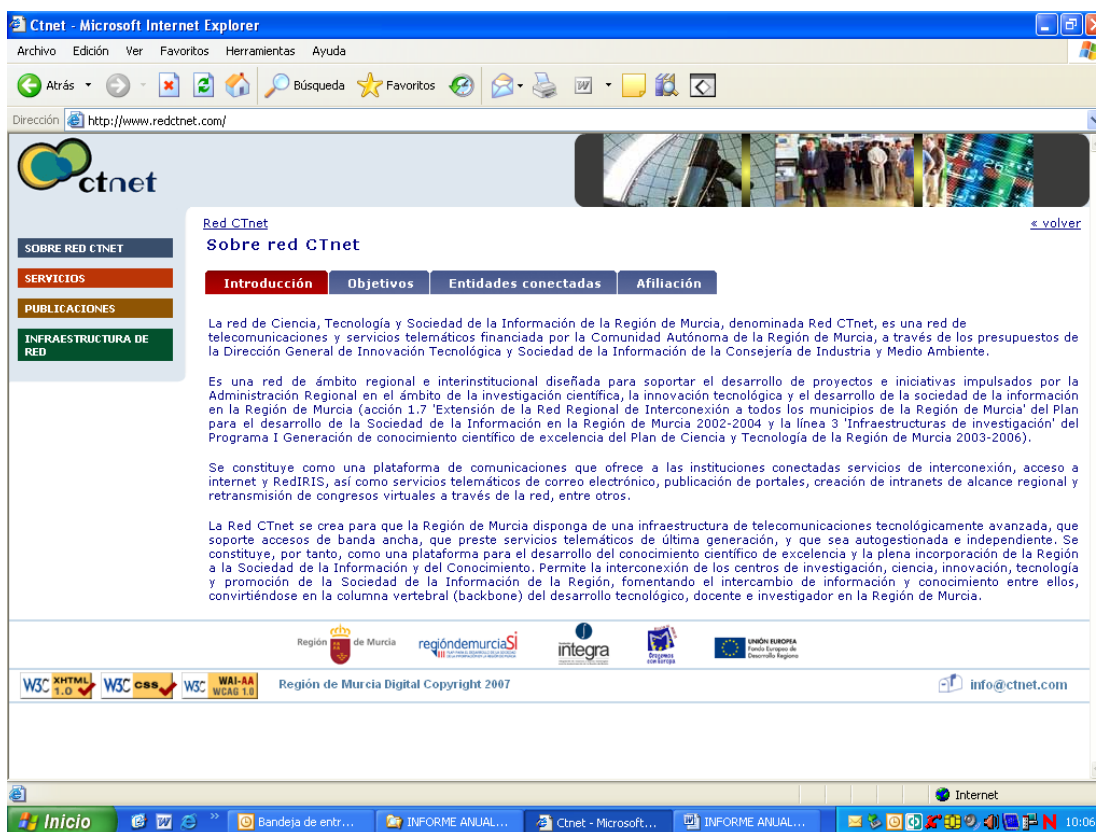 Ctnet - Microsoft Internet Explorer
Archivo Edición Ver Favoritos Herramientas Ayuda
Atrás Búsqueda Favoritos
Dirección http://www.redctnet.com/
ctnet
Red CTnet « volver
Sobre red CTnet
SOBRE RED CTNET
SERVICIOS
PUBLICACIONES
INFRAESTRUCTURA DE
RED
Introducción Objetivos Entidades conectadas Afiliación
La red de Ciencia, Tecnología y Sociedad de la Información de la Región de Murcia, denominada Red CTnet, es una red de
telecomunicaciones y servicios telemáticos financiada por la Comunidad Autónoma de la Región de Murcia, a través de los presupuestos de
la Dirección General de Innovación Tecnológica y Sociedad de la Información de la Consejería de Industria y Medio Ambiente.
Es una red de ámbito regional e interinstitucional diseñada para soportar el desarrollo de proyectos e iniciativas impulsados por la
Administración Regional en el ámbito de la investigación científica, la innovación tecnológica y el desarrollo de la sociedad de la información
en la Región de Murcia (acción 1.7 'Extensión de la Red Regional de Interconexión a todos los municipios de la Región de Murcia' del Plan
para el desarrollo de la Sociedad de la Información en la Región de Murcia 2002-2004 y la línea 3 'Infraestructuras de investigación' del
Programa I Generación de conocimiento científico de excelencia del Plan de Ciencia y Tecnología de la Región de Murcia 2003-2006).
Se constituye como una plataforma de comunicaciones que ofrece a las instituciones conectadas servicios de interconexión, acceso a
internet y RedIRIS, así como servicios telemáticos de correo electrónico, publicación de portales, creación de intranets de alcance regional y
retransmisión de congresos virtuales a través de la red, entre otros.
La Red CTnet se crea para que la Región de Murcia disponga de una infraestructura de telecomunicaciones tecnológicamente avanzada, que
soporte accesos de banda ancha, que preste servicios telemáticos de última generación, y que sea autogestionada e independiente. Se
constituye, por tanto, como una plataforma para el desarrollo del conocimiento científico de excelencia y la plena incorporación de la Región
a la Sociedad de la Información y del Conocimiento. Permite la interconexión de los centros de investigación, ciencia, innovación, tecnología
y promoción de la Sociedad de la Información de la Región, fomentando el intercambio de información y conocimiento entre ellos,
convirtiéndose en la columna vertebral (backbone) del desarrollo tecnológico, docente e investigador en la Región de Murcia.
Región de Murcia regióndemurciaSÍ integra Crecemos con Europa UNIÓN EUROPEA
Fondo Europeo de
Desarrollo Regional
W3C XHTML 1.0 W3C css W3C WAI-AA WCAG 1.0 Región de Murcia Digital Copyright 2007 info@ctnet.com
Internet
Inicio Bandeja de entr... INFORME ANUAL... Ctnet - Microsoft... INFORME ANUAL... 10:06